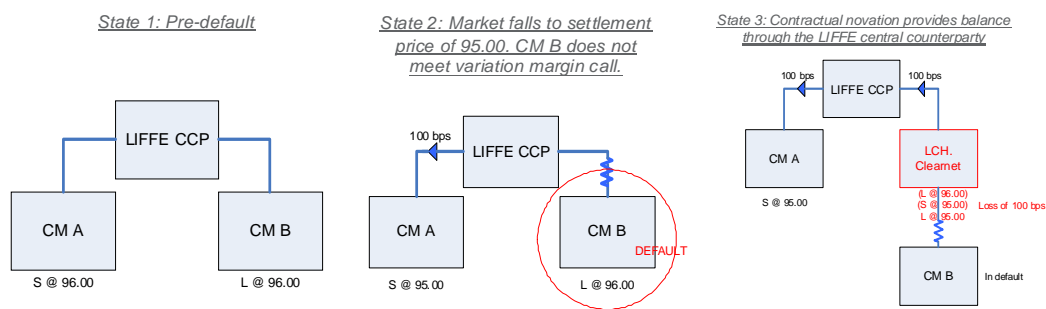 State 1: Pre-default
LIFFE CCP
CM A
CM B
S @ 96.00
L @ 96.00
State 2: Market falls to settlement
price of 95.00. CM B does not
meet variation margin call.
100 bps
LIFFE CCP
CM A
CM B
DEFAULT
S @ 95.00
L @ 96.00
State 3: Contractual novation provides balance
through the LIFFE central counterparty
100 bps
100 bps
LIFFE CCP
CM A
LCH.
Clearnet
S @ 95.00
(L @ 96.00)
(S @ 95.00)
Loss of 100 bps
L @ 95.00
CM B
In default